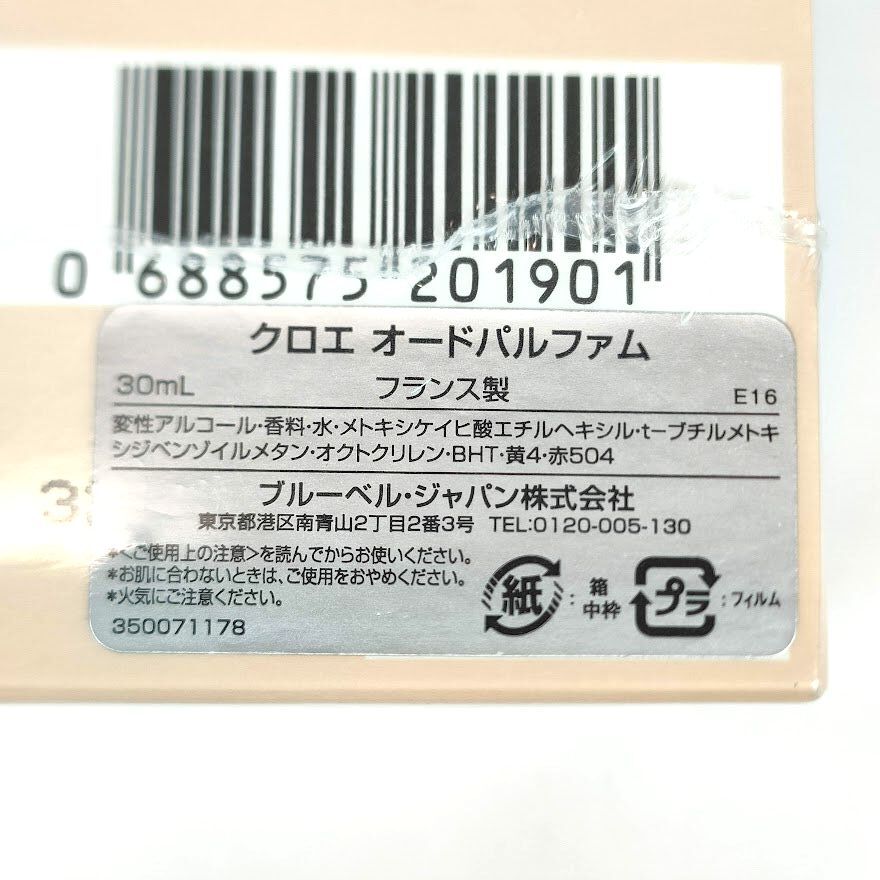 0 688575 201901
クロエ オードパルファム
30mL フランス製 E16
変性アルコール・香料・水・メトキシケイヒ酸エチルヘキシル・t-ブチルメトキ
シジベンゾイルメタン・オクトクリレン・BHT・黄4・赤504
ブルーベル・ジャパン株式会社
東京都港区南青山2丁目2番3号 TEL:0120-005-130
*<ご使用上の注意>を読んでからお使いください。
*お肌に合わないときは、ご使用をおやめください。
*火気にご注意ください。
紙 : 箱 中枠 プラ : フィルム
350071178